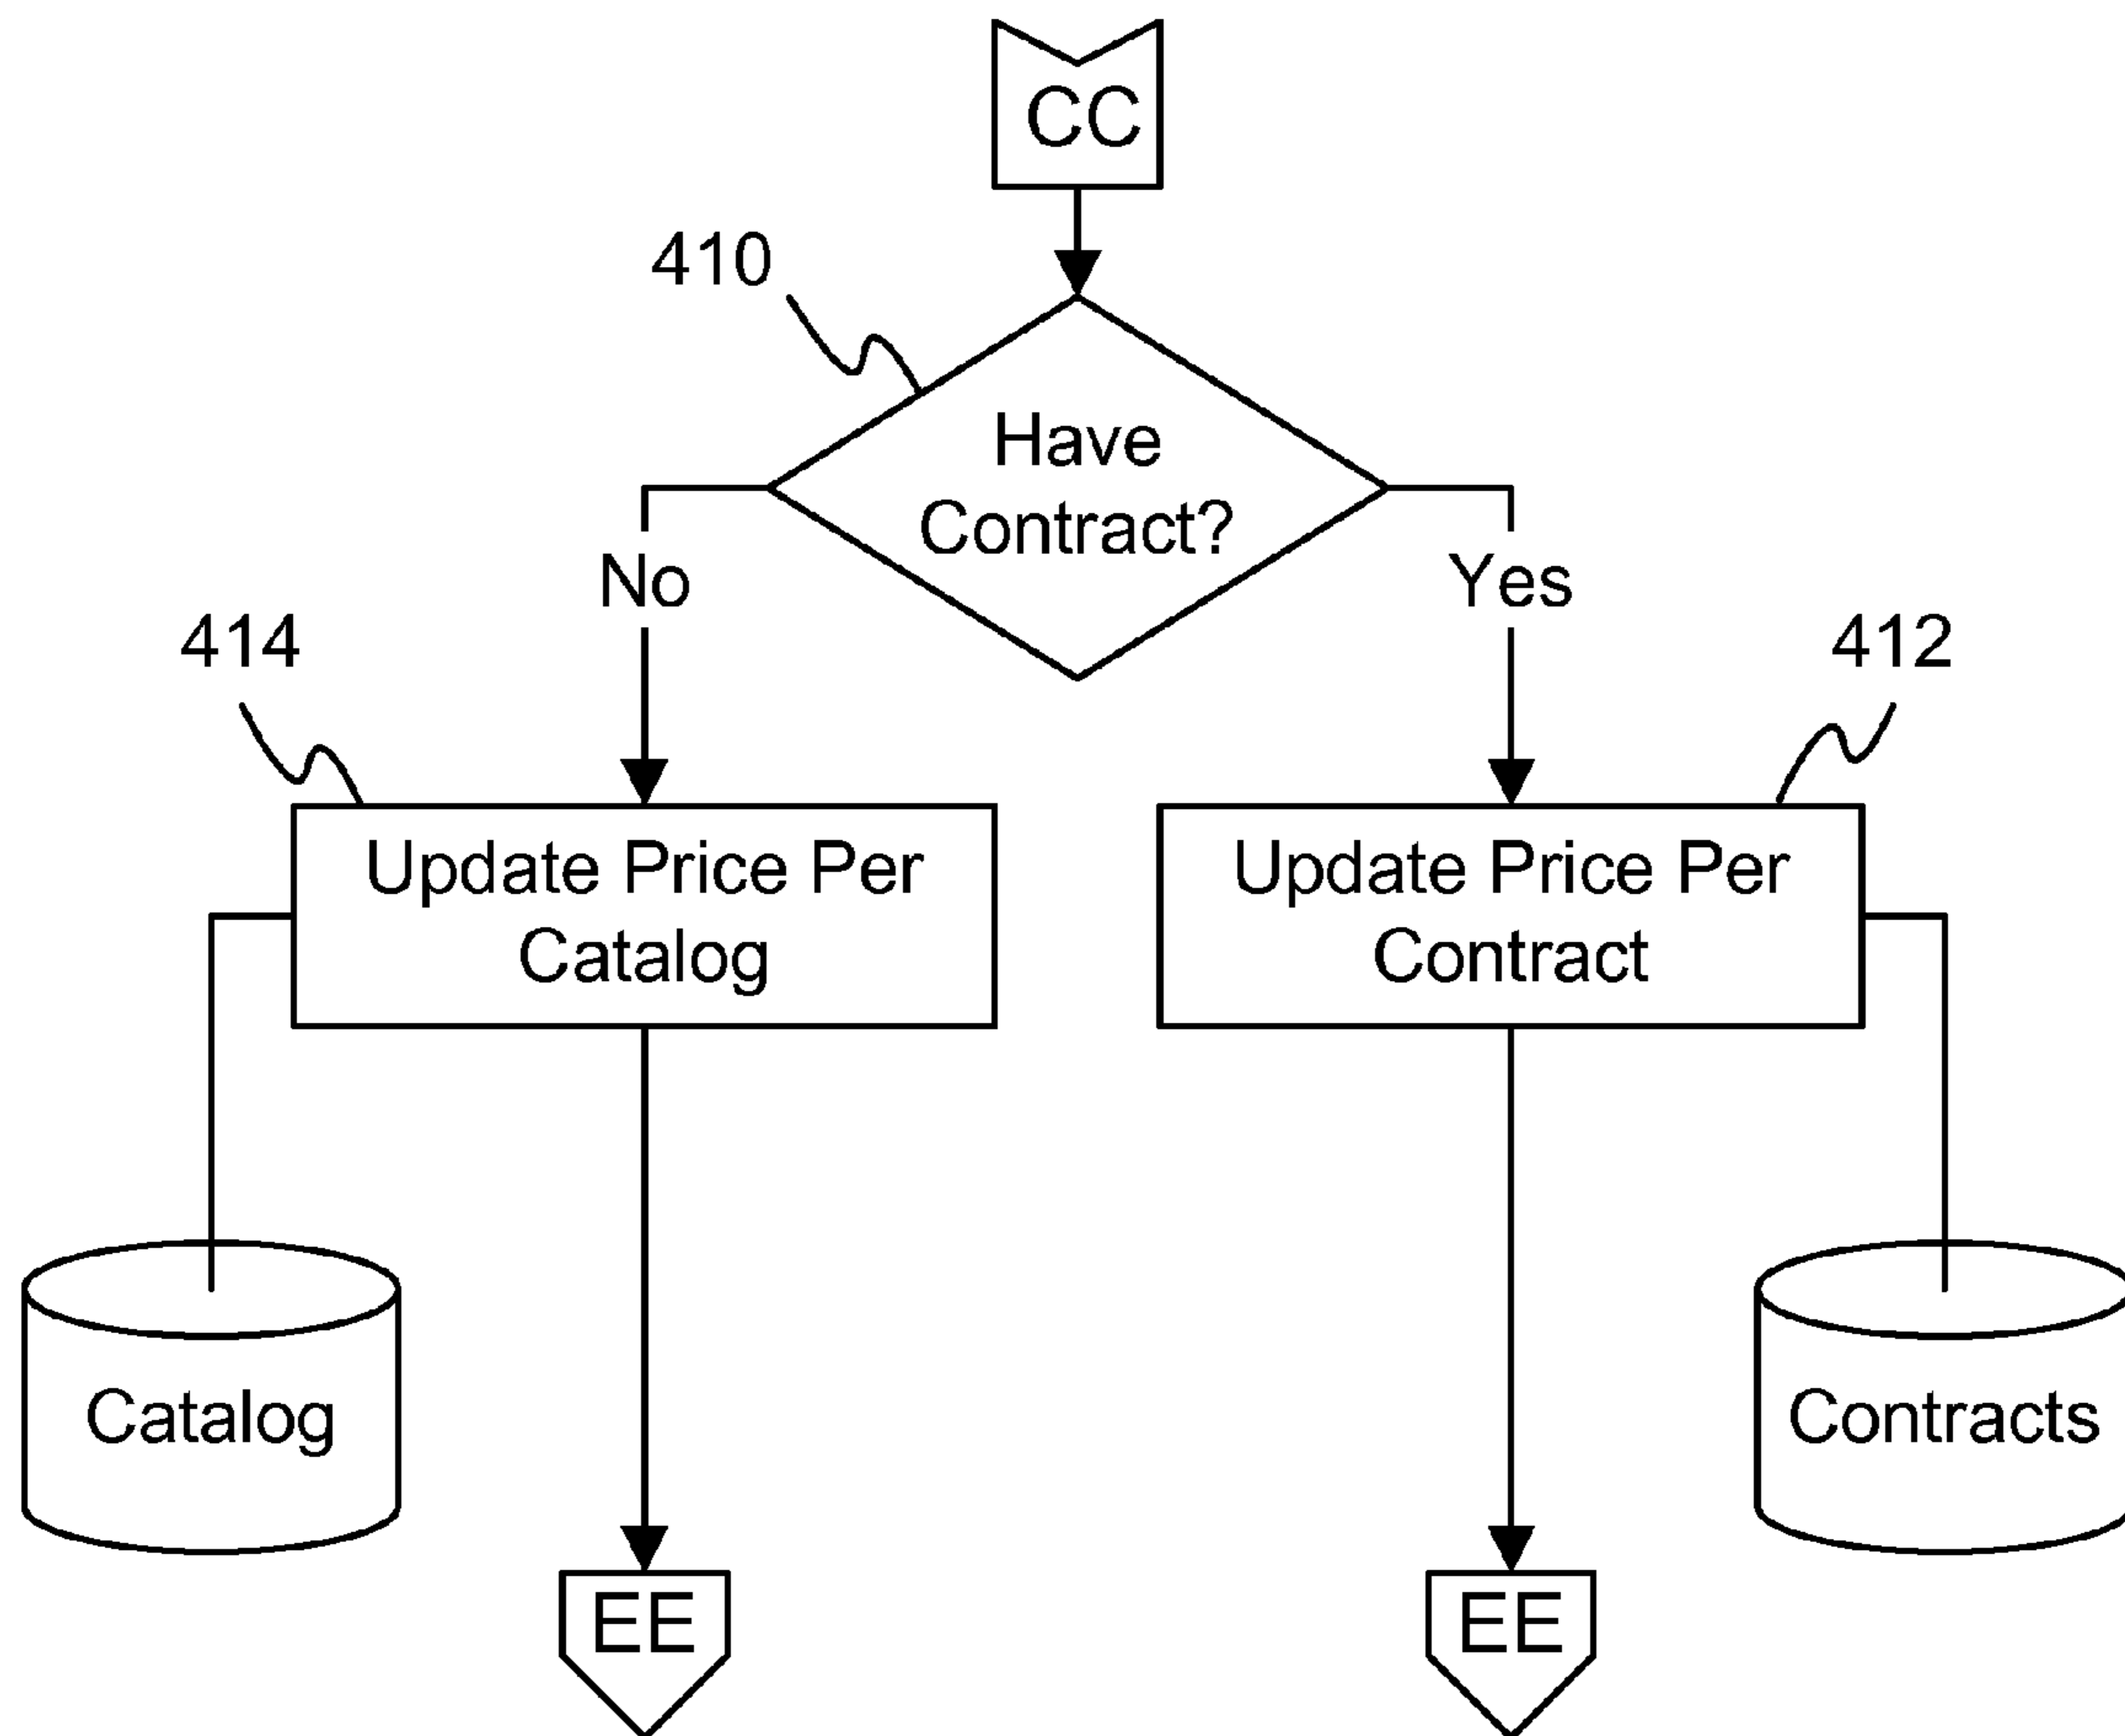 CC
410
Have
Contract?
No
Yes
414
412
Update Price Per
Catalog
Update Price Per
Contract
Catalog
Contracts
EE
EE